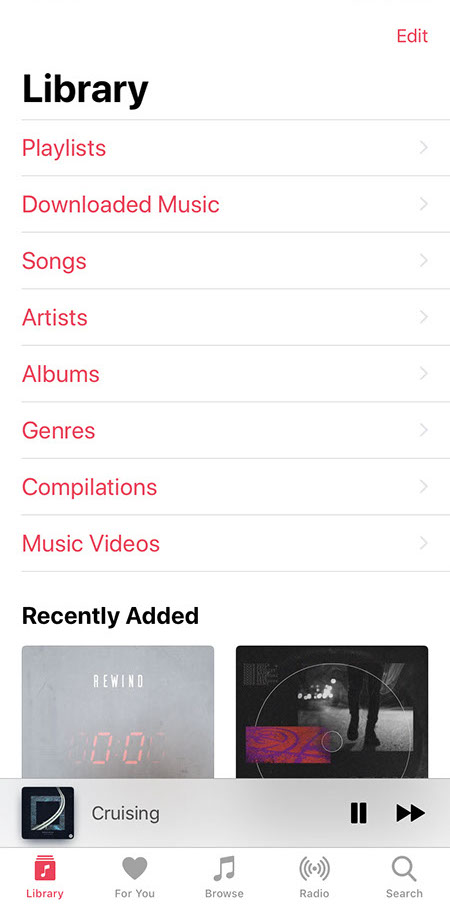 Edit
Library
Playlists
Downloaded Music
Songs
Artists
Albums
Genres
Compilations
Music Videos
Recently Added
REWIND
Cruising
Library
For You
Browse
Radio
Search